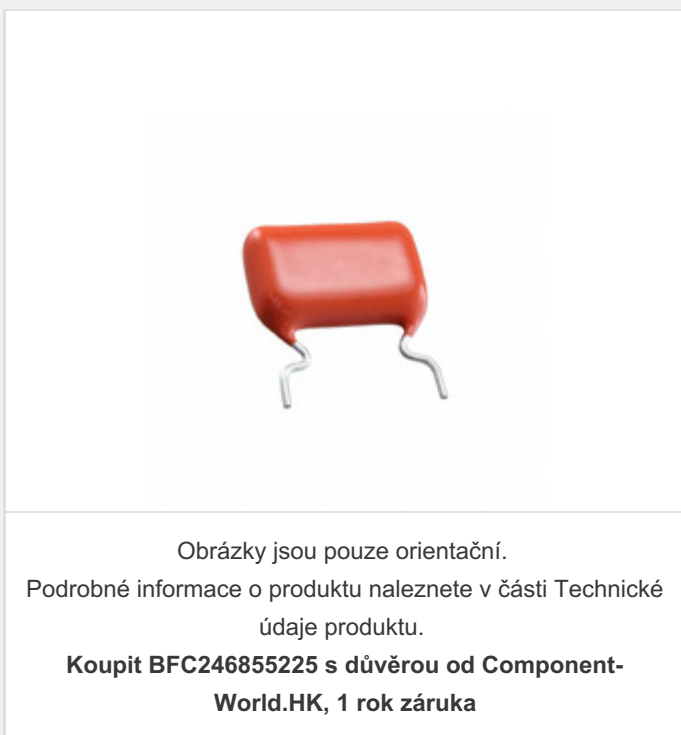 Obrázky jsou pouze orientační.
Podrobné informace o produktu naleznete v části Technické
údaje produktu.
Koupit BFC246855225 s důvěrou od Component-
World.HK, 1 rok záruka